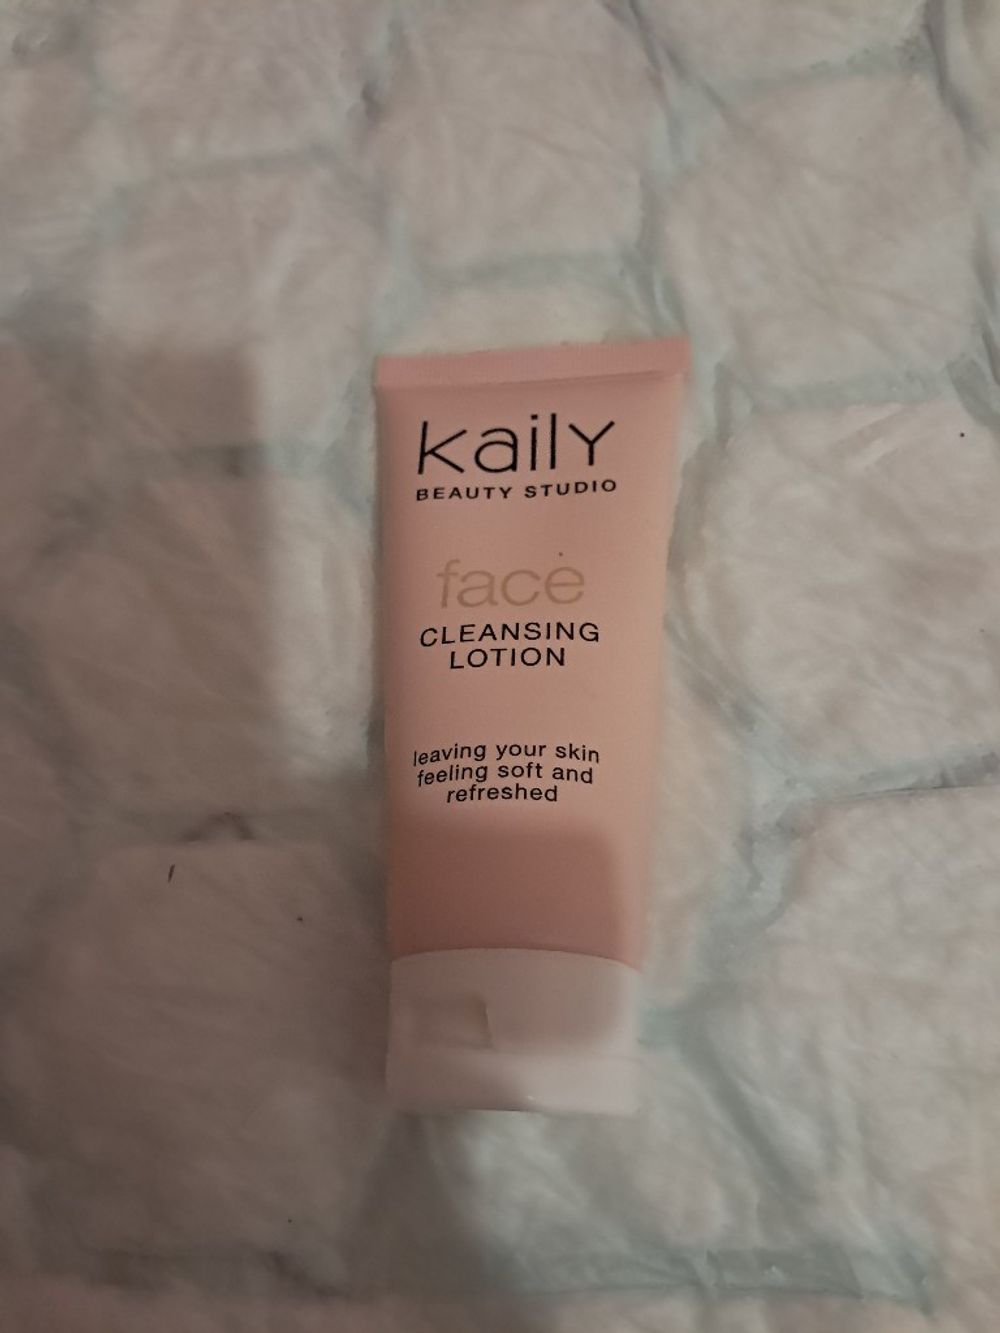 kaily
BEAUTY STUDIO
face
CLEANSING
LOTION
leaving your skin
feeling soft and
refreshed